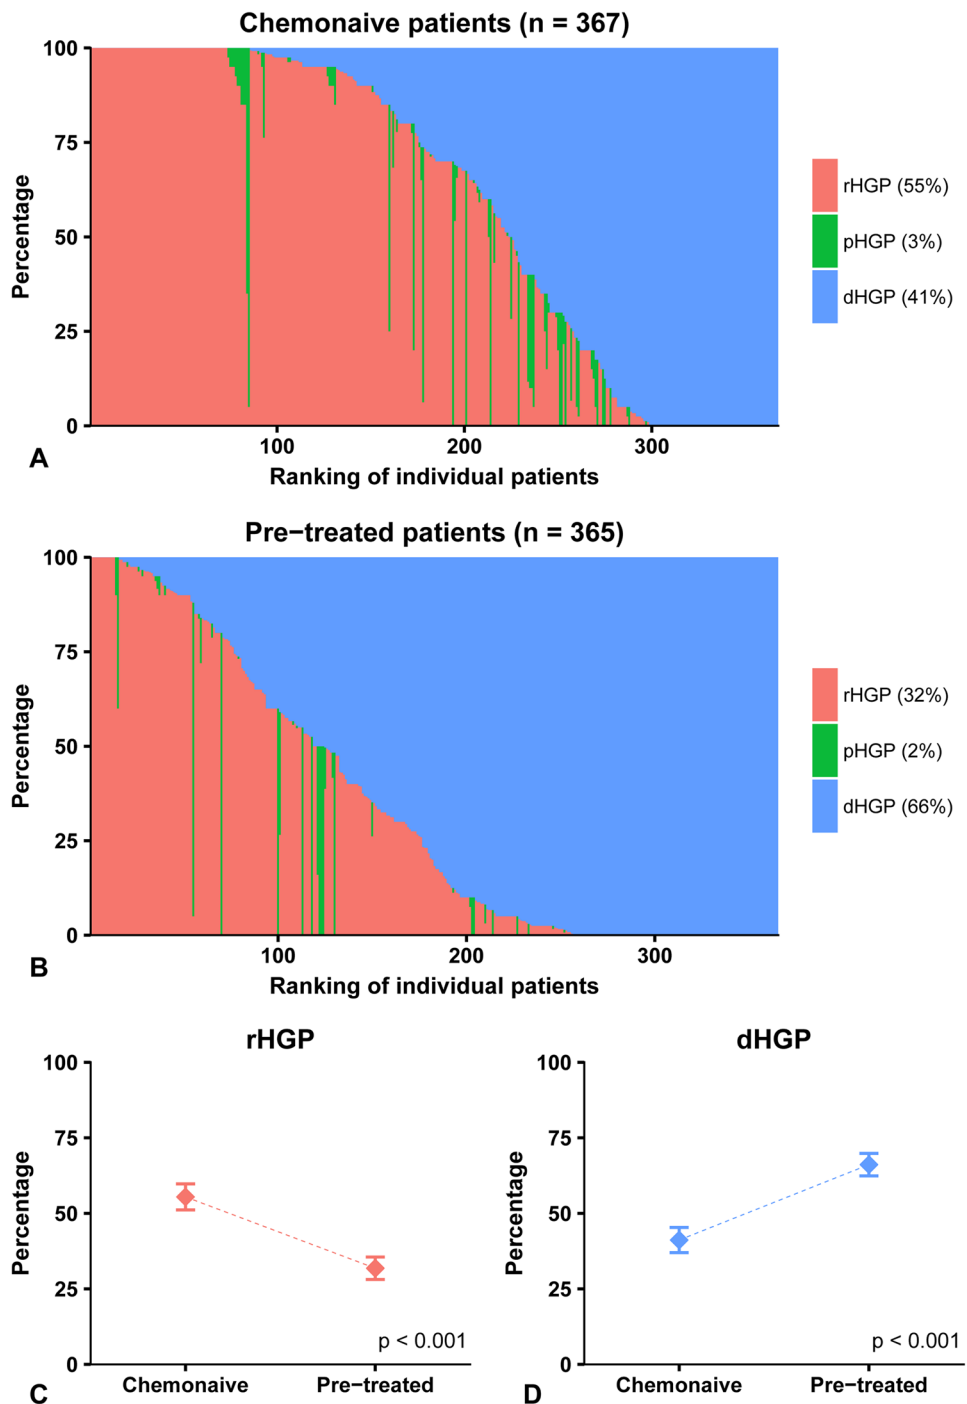 Chemonaive patients (n = 367)
100
75
50
25
0
Percentage
100 200 300
Ranking of individual patients
rHGP (55%)
pHGP (3%)
dHGP (41%)
A
Pre−treated patients (n = 365)
100
75
50
25
0
Percentage
100 200 300
Ranking of individual patients
rHGP (32%)
pHGP (2%)
dHGP (66%)
B
rHGP
100
75
50
25
0
Percentage
p < 0.001
Chemonaive Pre−treated
C
dHGP
100
75
50
25
0
Percentage
p < 0.001
Chemonaive Pre−treated
D